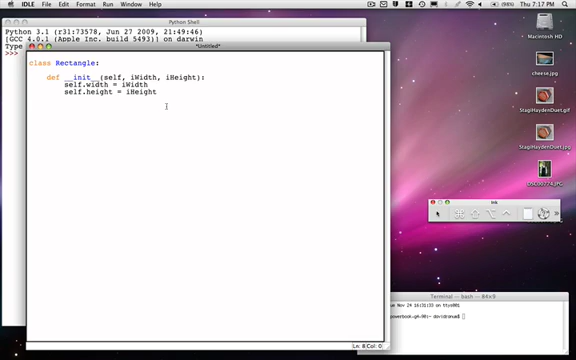 IDLE File Edit Format Run Window Help
(98%) Thu 7:17 PM
Python Shell
Python 3.1 (r31:73578, Jun 27 2009, 21:49:46)
[GCC 4.0.1 (Apple Inc. build 5493)] on darwin
Type
>>>
*Untitled*
class Rectangle:
def __init__(self, iWidth, iHeight):
self.width = iWidth
self.height = iHeight
Ln: 8 Col: 0
Macintosh HD
cheese.jpg
StagiHaydenDuet.gif
StagiHaydenDuet.jpg
Ink
Terminal — bash — 84×9